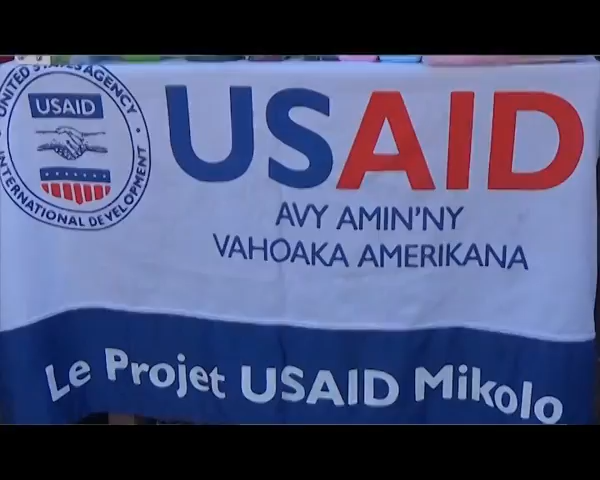 UNITED STATES AGENCY
USAID
INTERNATIONAL DEVELOPMENT
USAID
AVY AMIN'NY
VAHOAKA AMERIKANA
Le Projet USAID Mikolo